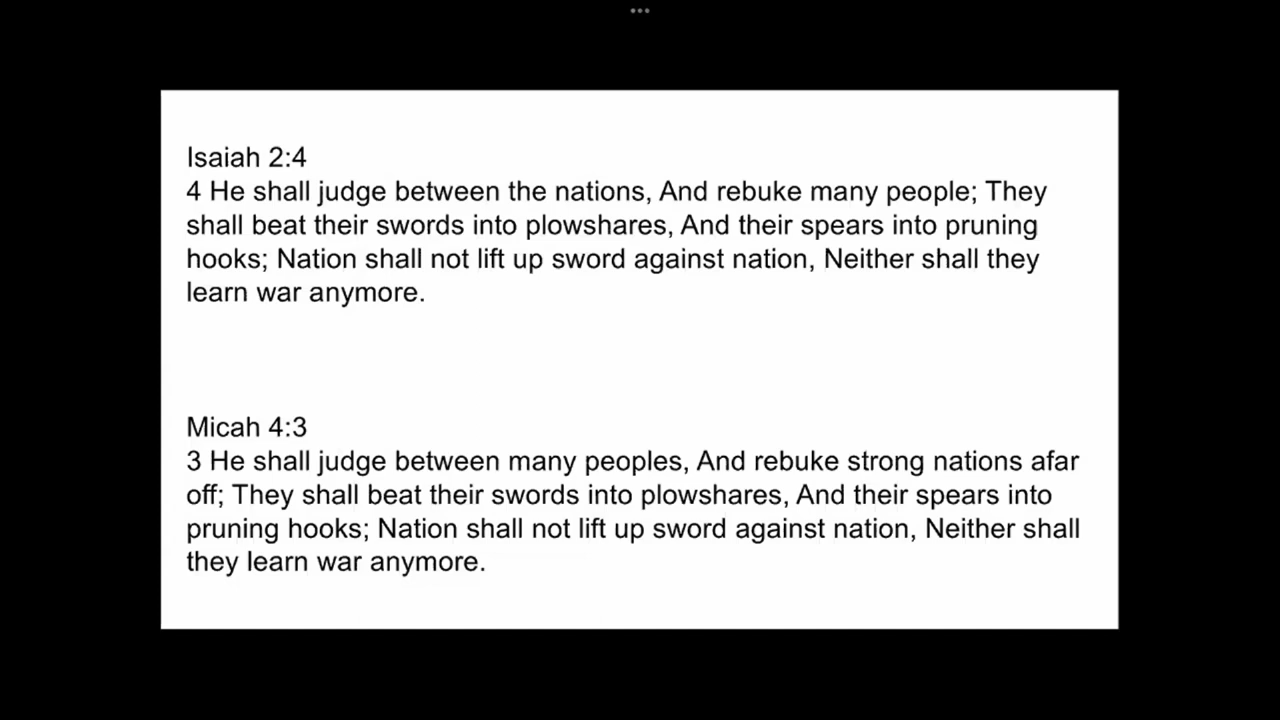 Isaiah 2:4
4 He shall judge between the nations, And rebuke many people; They
shall beat their swords into plowshares, And their spears into pruning
hooks; Nation shall not lift up sword against nation, Neither shall they
learn war anymore.
Micah 4:3
3 He shall judge between many peoples, And rebuke strong nations afar
off; They shall beat their swords into plowshares, And their spears into
pruning hooks; Nation shall not lift up sword against nation, Neither shall
they learn war anymore.